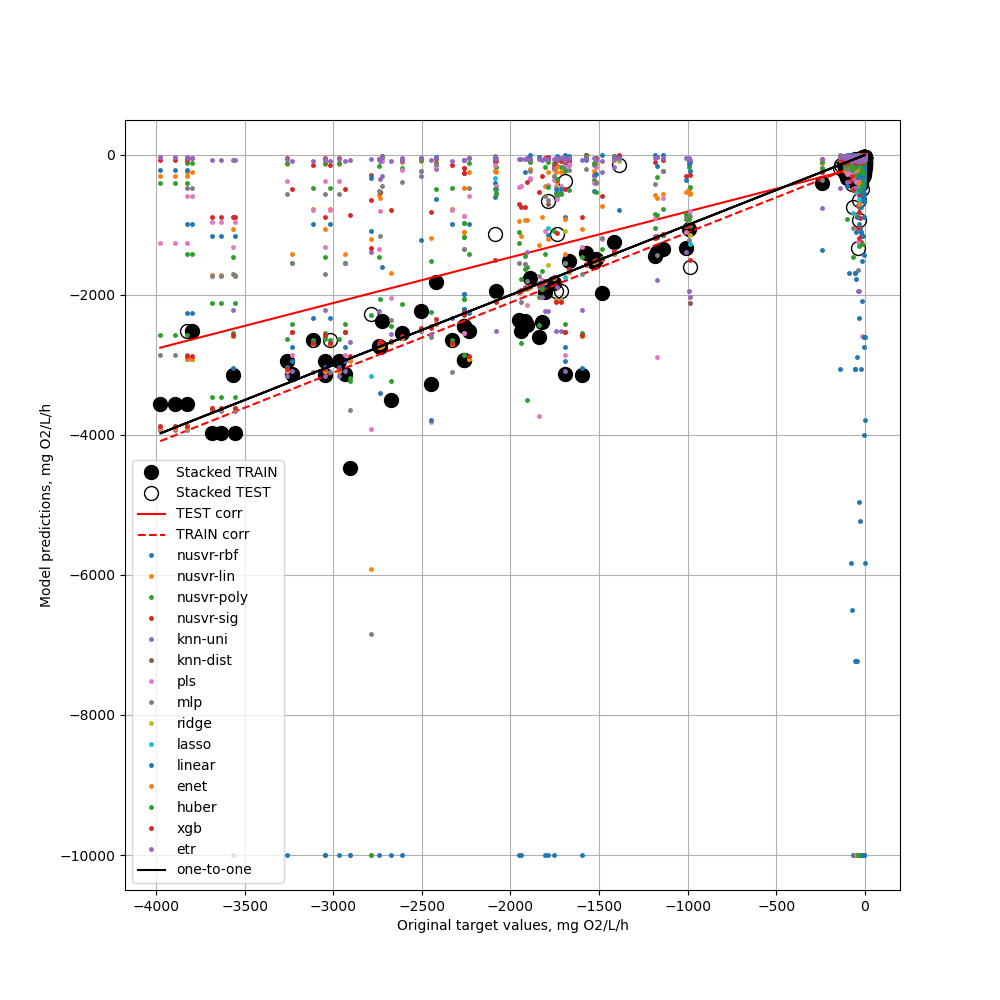 0
−2000
−4000
−6000
−8000
−10000
Model predictions, mg O2/L/h
Stacked TRAIN
Stacked TEST
TEST corr
TRAIN corr
nusvr-rbf
nusvr-lin
nusvr-poly
nusvr-sig
knn-uni
knn-dist
pls
mlp
ridge
lasso
linear
enet
huber
xgb
etr
one-to-one
−4000 −3500 −3000 −2500 −2000 −1500 −1000 −500 0
Original target values, mg O2/L/h